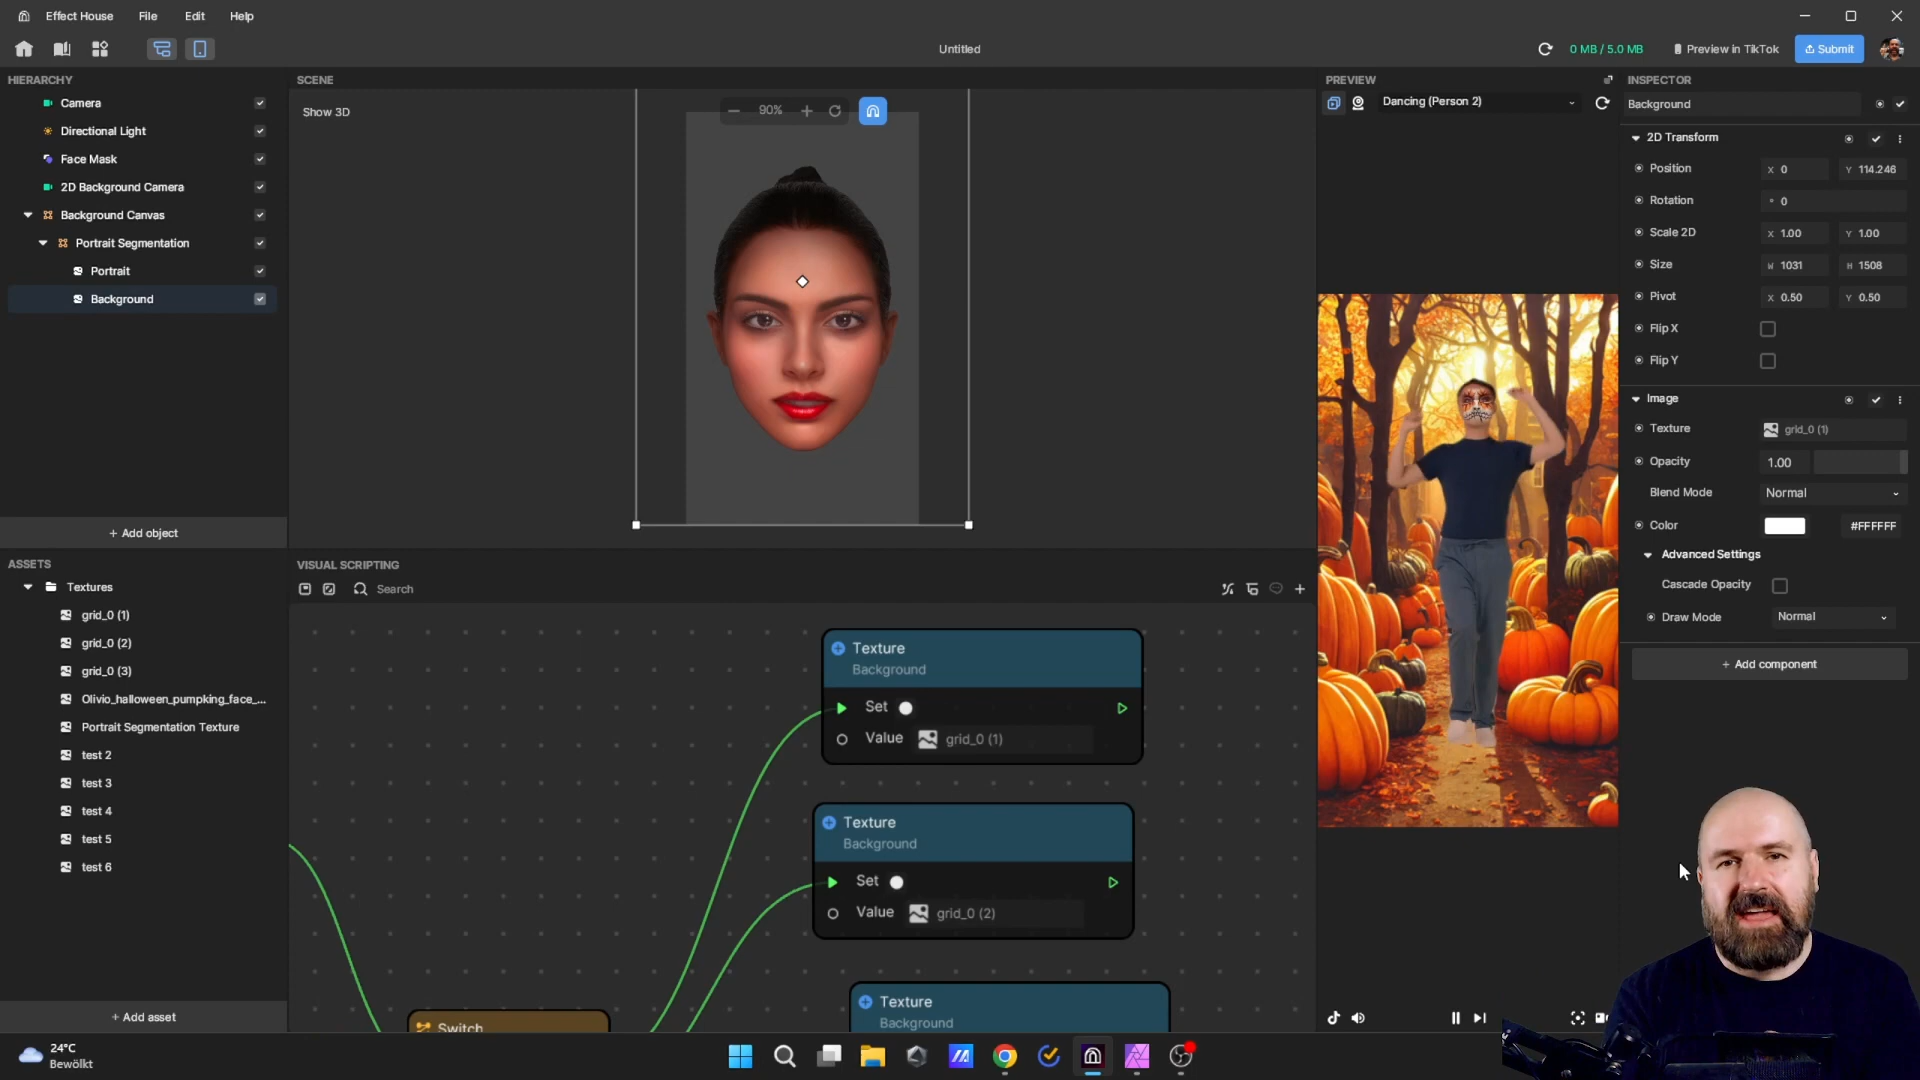 Effect House File Edit Help
Untitled
0 MB / 5.0 MB
Preview in TikTok
Submit
HIERARCHY
Camera
Directional Light
Face Mask
2D Background Camera
Background Canvas
Portrait Segmentation
Portrait
Background
+ Add object
ASSETS
Textures
grid_0 (1)
grid_0 (2)
grid_0 (3)
Olivio_halloween_pumpking_face_...
Portrait Segmentation Texture
test 2
test 3
test 4
test 5
test 6
+ Add asset
SCENE
Show 3D
90%
VISUAL SCRIPTING
Search
Texture
Background
Set
Value grid_0 (1)
Texture
Background
Set
Value grid_0 (2)
Texture
Background
Switch
PREVIEW
Dancing (Person 2)
INSPECTOR
Background
2D Transform
Position X 0 Y 114.246
Rotation ° 0
Scale 2D X 1.00 Y 1.00
Size W 1031 H 1508
Pivot X 0.50 Y 0.50
Flip X
Flip Y
Image
Texture grid_0 (1)
Opacity 1.00
Blend Mode Normal
Color #FFFFFF
Advanced Settings
Cascade Opacity
Draw Mode Normal
+ Add component
24°C
Bewölkt